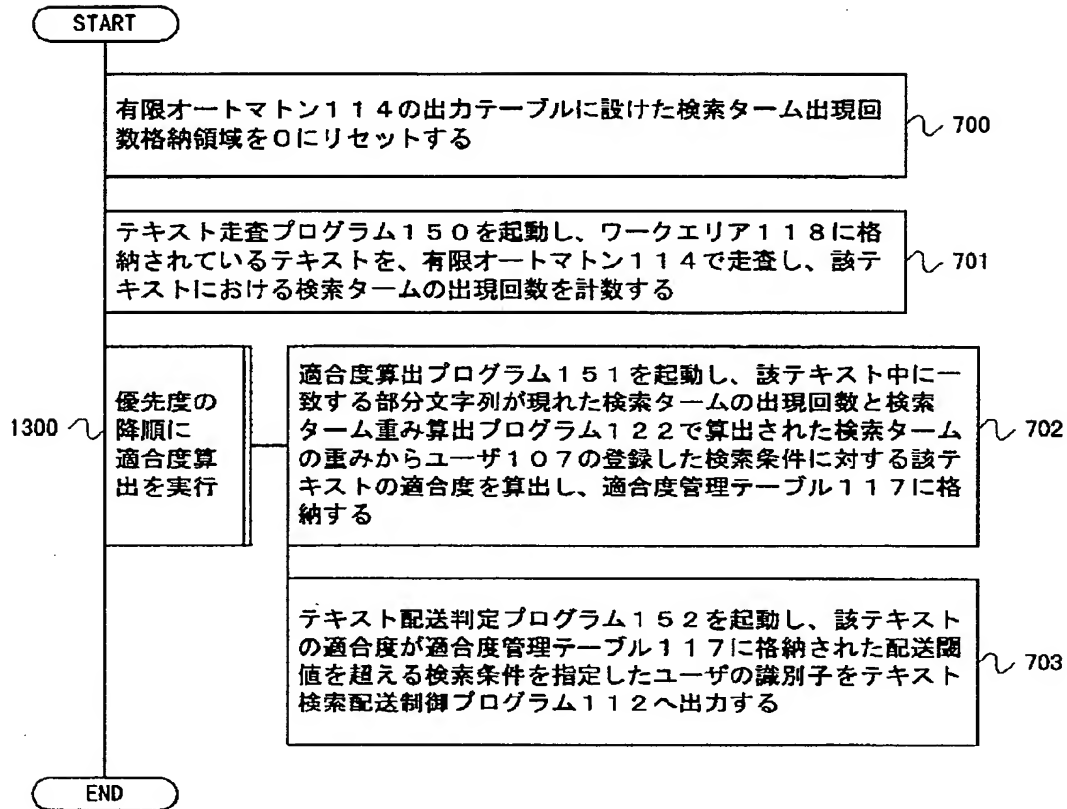 START
有限オートマトン１１４の出力テーブルに設けた検索ターム出現回
数格納領域を０にリセットする
700
テキスト走査プログラム１５０を起動し、ワークエリア１１８に格
納されているテキストを、有限オートマトン１１４で走査し、該テ
キストにおける検索タームの出現回数を計数する
701
1300
優先度の
降順に
適合度算
出を実行
適合度算出プログラム１５１を起動し、該テキスト中に一
致する部分文字列が現れた検索タームの出現回数と検索
ターム重み算出プログラム１２２で算出された検索ターム
の重みからユーザ１０７の登録した検索条件に対する該テ
キストの適合度を算出し、適合度管理テーブル１１７に格
納する
702
テキスト配送判定プログラム１５２を起動し、該テキスト
の適合度が適合度管理テーブル１１７に格納された配送閾
値を超える検索条件を指定したユーザの識別子をテキスト
検索配送制御プログラム１１２へ出力する
703
END